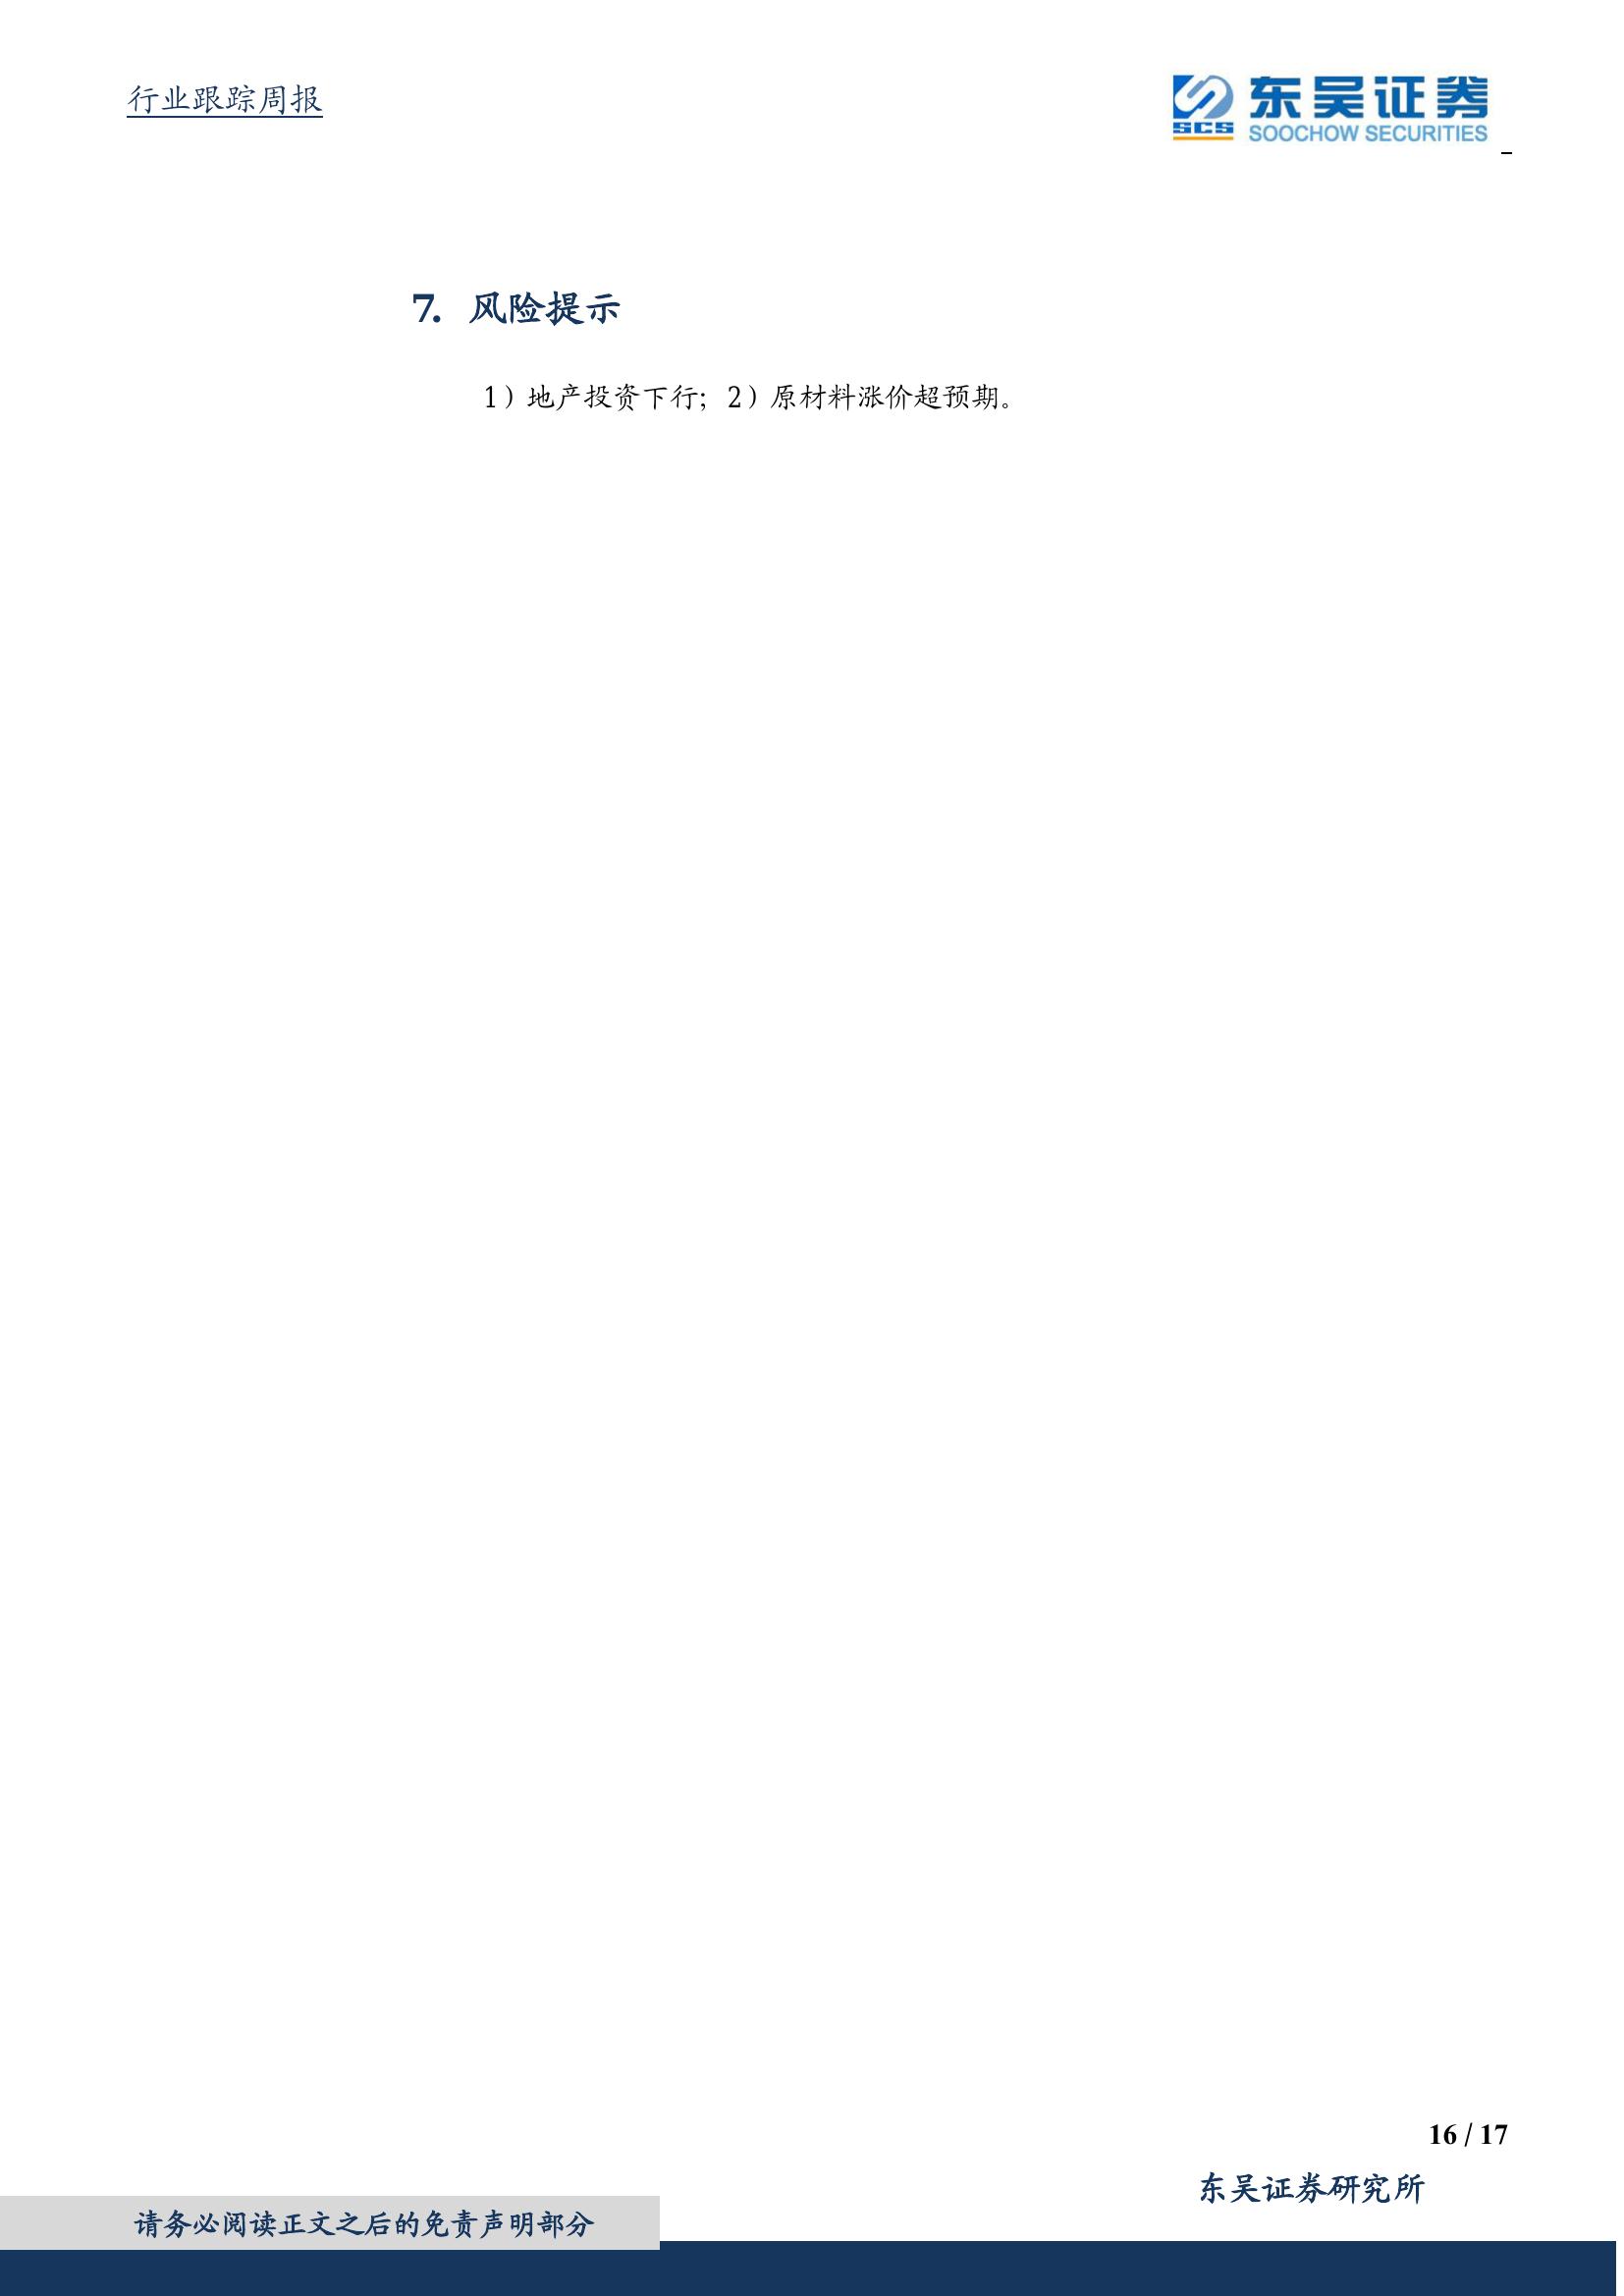 行业跟踪周报
东吴证券
SCS
SOOCHOW SECURITIES
7. 风险提示
1）地产投资下行；2）原材料涨价超预期。
16 / 17
东吴证券研究所
请务必阅读正文之后的免责声明部分